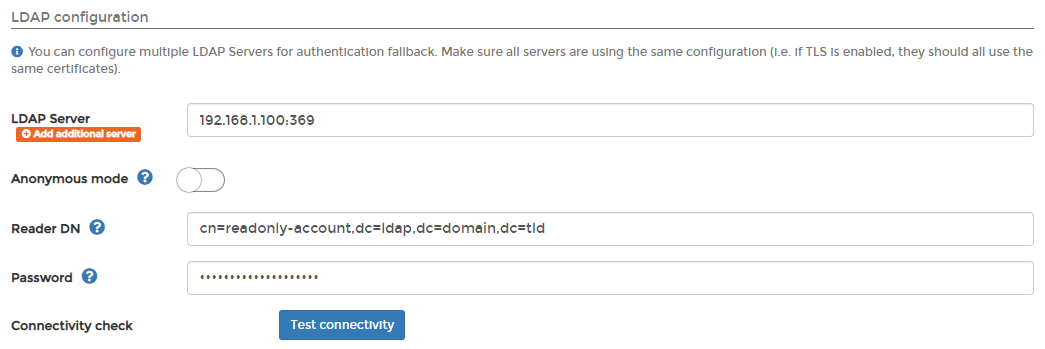 LDAP configuration
You can configure multiple LDAP Servers for authentication fallback. Make sure all servers are using the same configuration (i.e. if TLS is enabled, they should all use the
same certificates).
LDAP Server
192.168.1.100:369
Add additional server
Anonymous mode
Reader DN
cn=readonly-account,dc=ldap,dc=domain,dc=tld
Password
••••••••••••••••••••
Connectivity check
Test connectivity